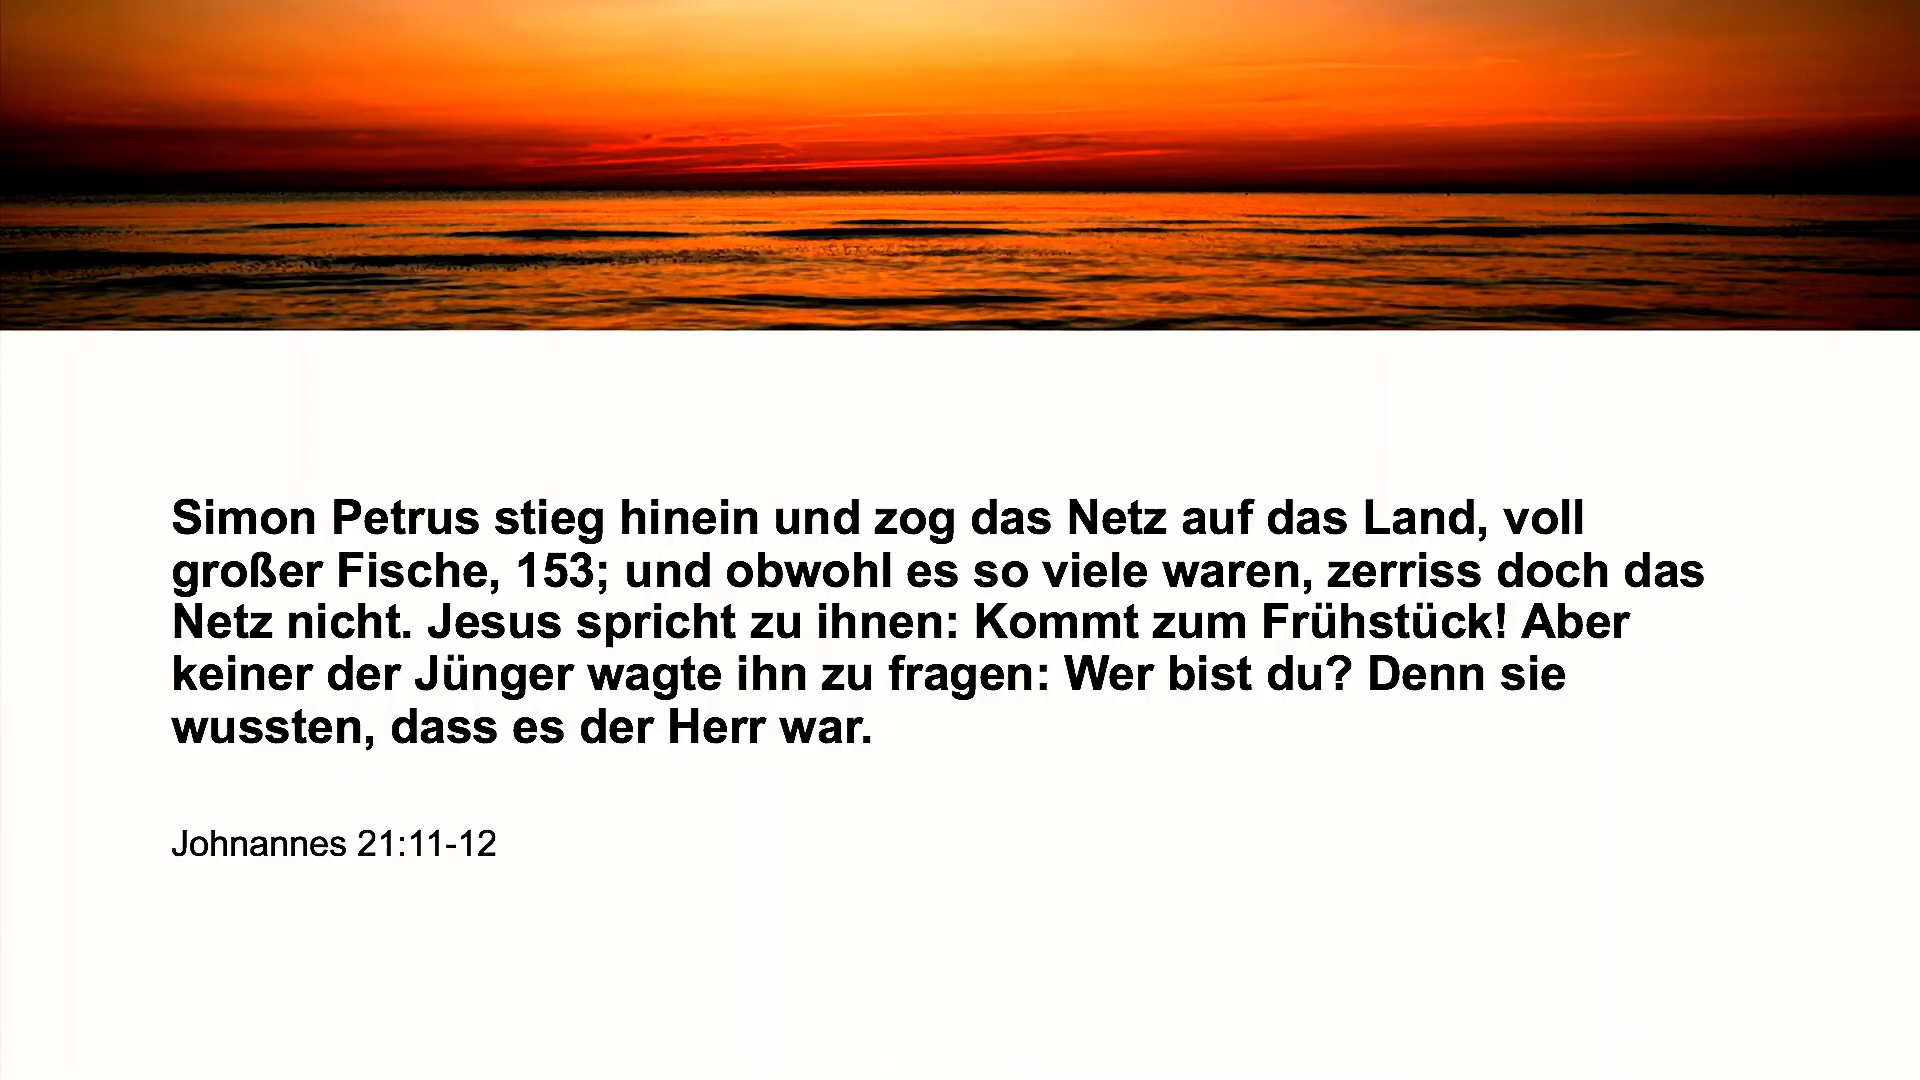 Simon Petrus stieg hinein und zog das Netz auf das Land, voll
großer Fische, 153; und obwohl es so viele waren, zerriss doch das
Netz nicht. Jesus spricht zu ihnen: Kommt zum Frühstück! Aber
keiner der Jünger wagte ihn zu fragen: Wer bist du? Denn sie
wussten, dass es der Herr war.
Johnannes 21:11-12